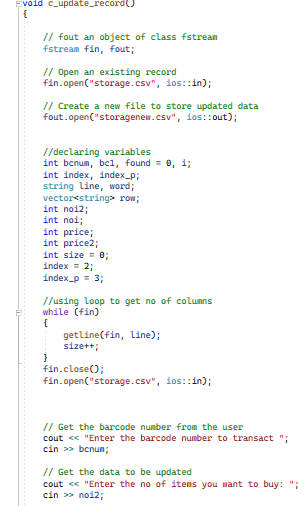 void c_update_record()
{
// fout an object of class fstream
fstream fin, fout;
// Open an existing record
fin.open("storage.csv", ios::in);
// Create a new file to store updated data
fout.open("storagenew.csv", ios::out);
//declaring variables
int bcnum, bc1, found = 0, i;
int index, index_p;
string line, word;
vector<string> row;
int noi2;
int noi;
int price;
int price2;
int size = 0;
index = 2;
index_p = 3;
//using loop to get no of columns
while (fin)
{
getline(fin, line);
size++;
}
fin.close();
fin.open("storage.csv", ios::in);
// Get the barcode number from the user
cout << "Enter the barcode number to transact ";
cin >> bcnum;
// Get the data to be updated
cout << "Enter the no of items you want to buy: ";
cin >> noi2;